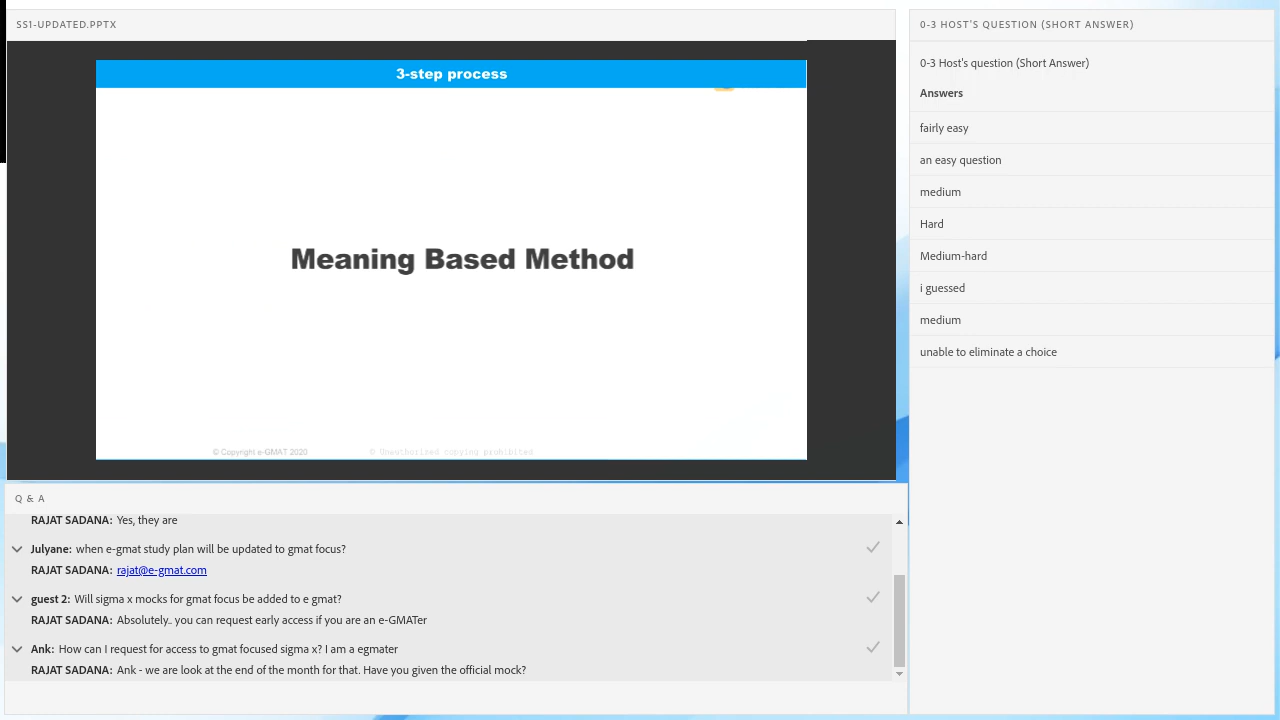 SS1-UPDATED.PPTX
3-step process
Meaning Based Method
© Copyright e-GMAT 2020
© Unauthorized copying prohibited
Q & A
RAJAT SADANA: Yes, they are
Julyane: when e-gmat study plan will be updated to gmat focus?
RAJAT SADANA: rajat@e-gmat.com
guest 2: Will sigma x mocks for gmat focus be added to e gmat?
RAJAT SADANA: Absolutely.. you can request early access if you are an e-GMATer
Ank: How can I request for access to gmat focused sigma x? I am a egmater
RAJAT SADANA: Ank - we are look at the end of the month for that. Have you given the official mock?
0-3 HOST'S QUESTION (SHORT ANSWER)
0-3 Host's question (Short Answer)
Answers
fairly easy
an easy question
medium
Hard
Medium-hard
i guessed
medium
unable to eliminate a choice